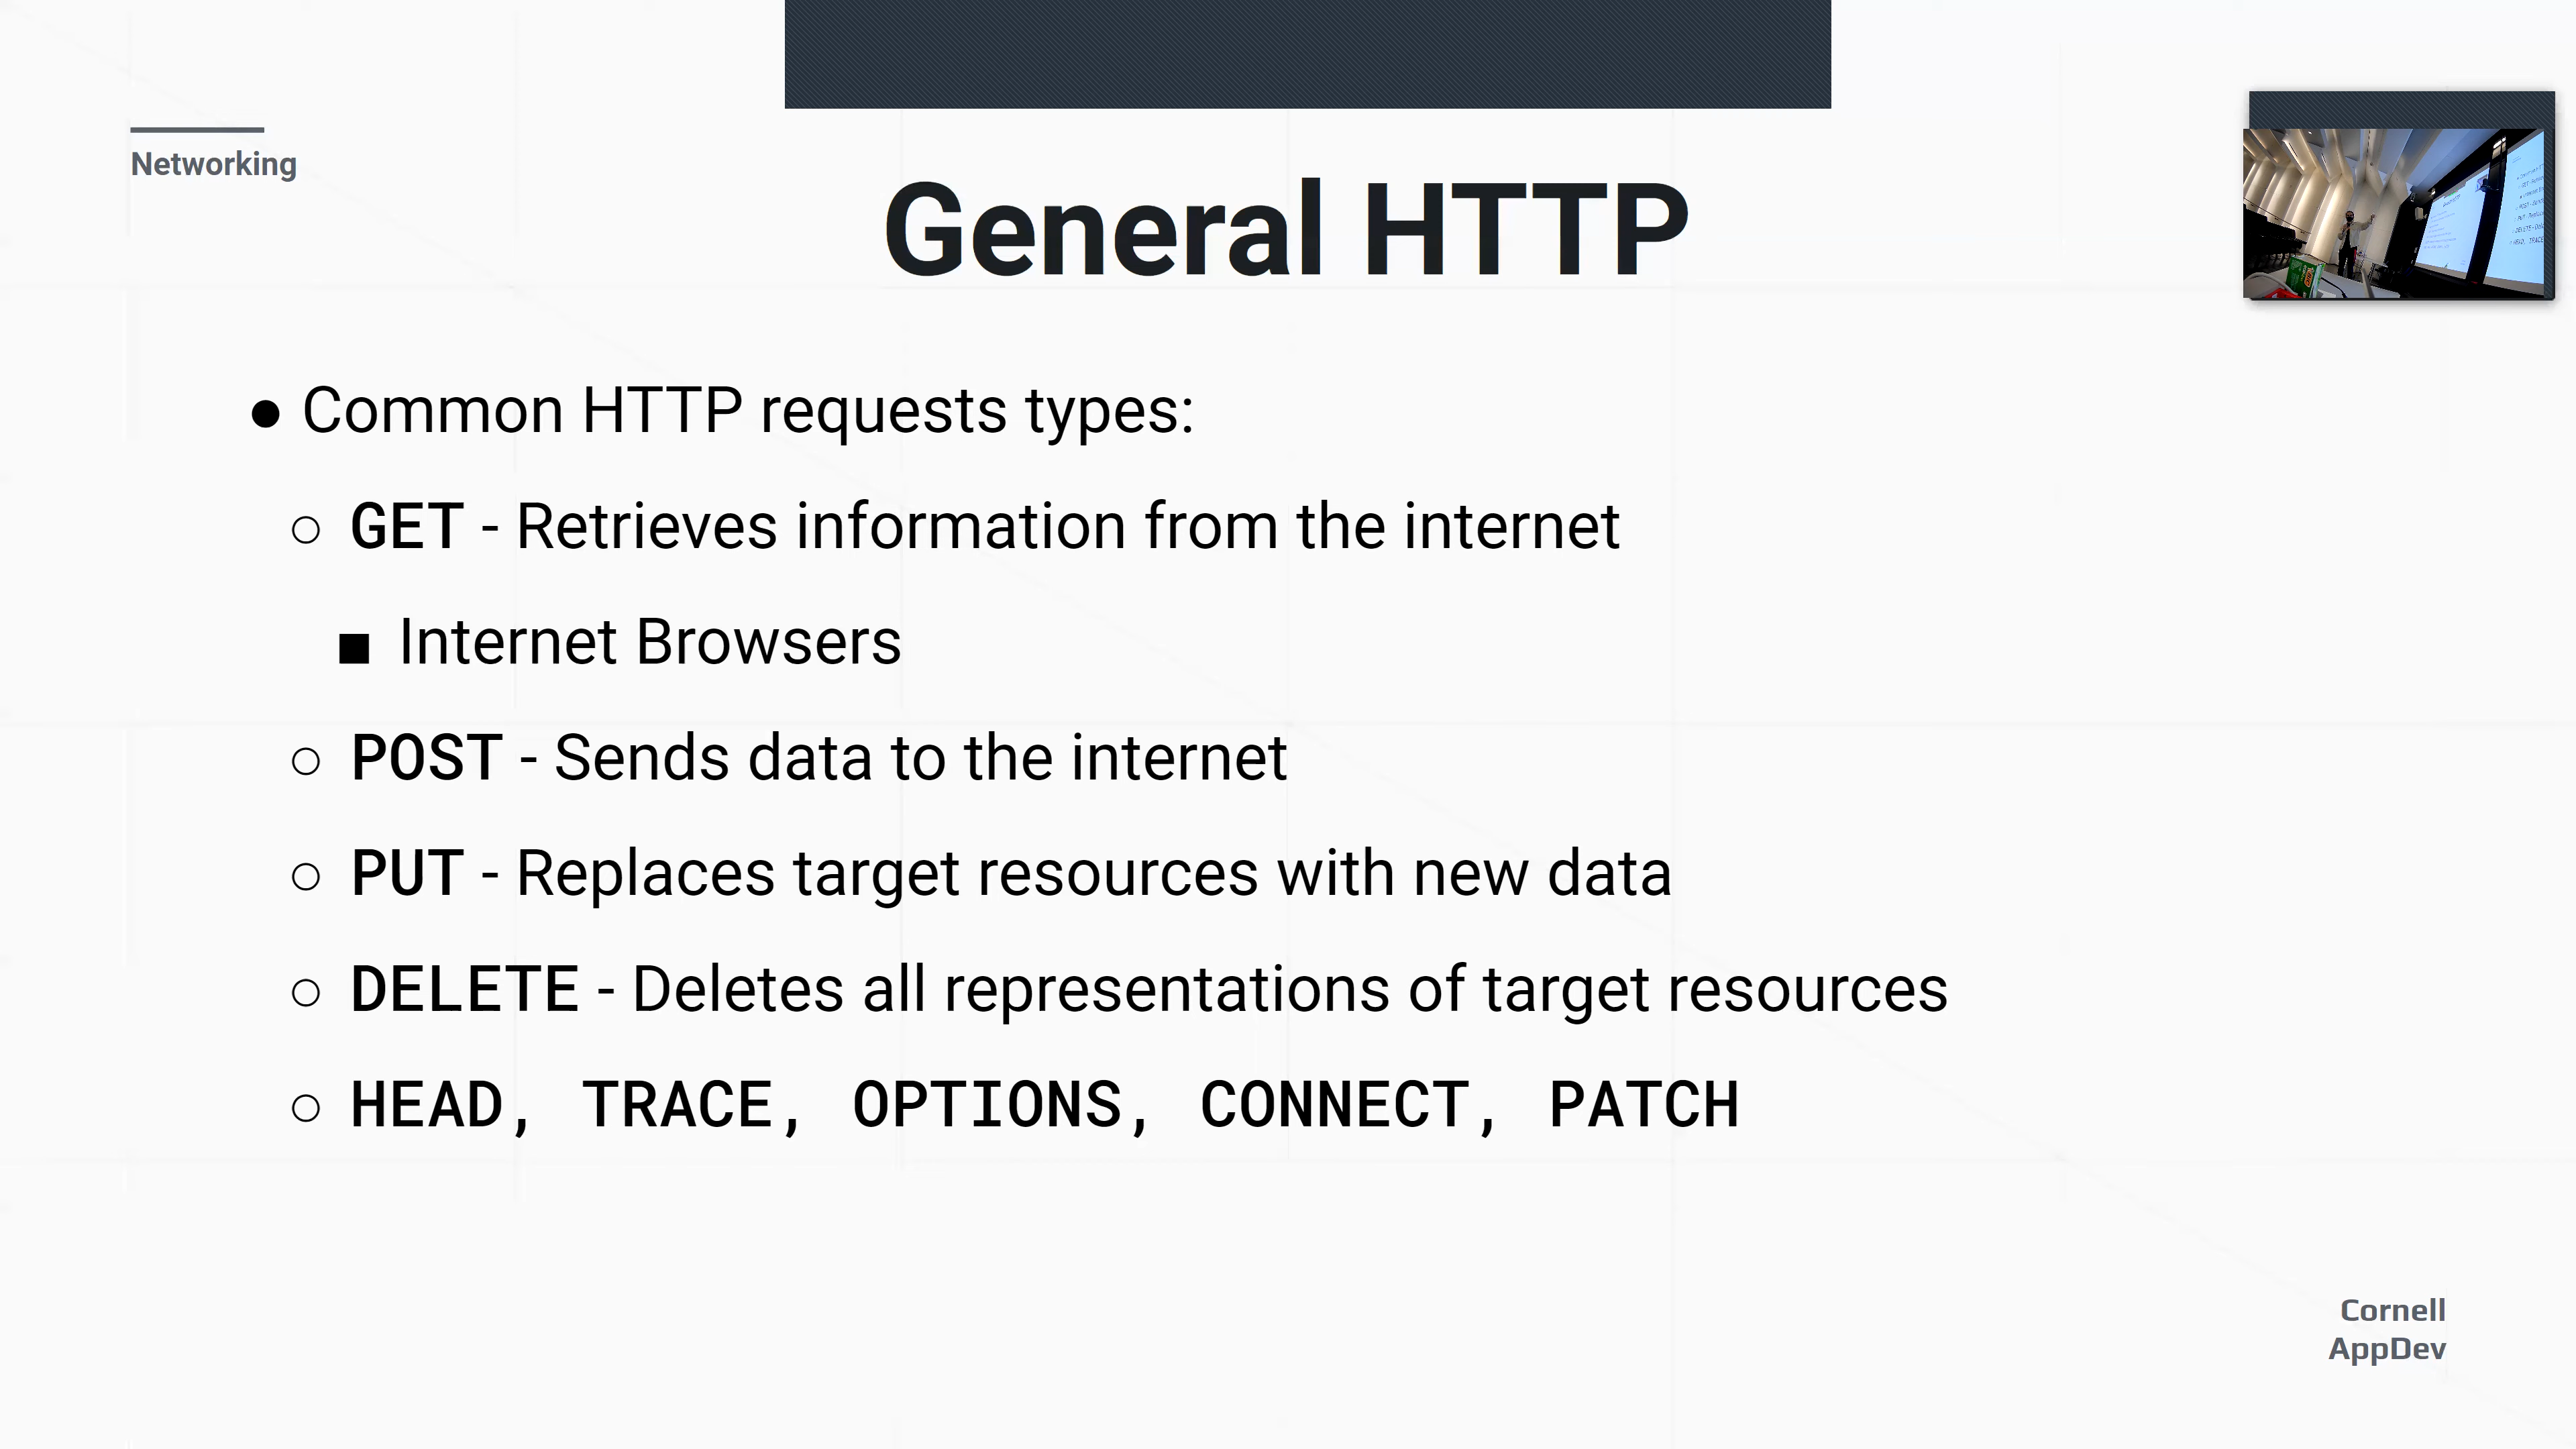 Networking
General HTTP
● Common HTTP requests types:
○ GET - Retrieves information from the internet
■ Internet Browsers
○ POST - Sends data to the internet
○ PUT - Replaces target resources with new data
○ DELETE - Deletes all representations of target resources
○ HEAD, TRACE, OPTIONS, CONNECT, PATCH
Cornell
AppDev